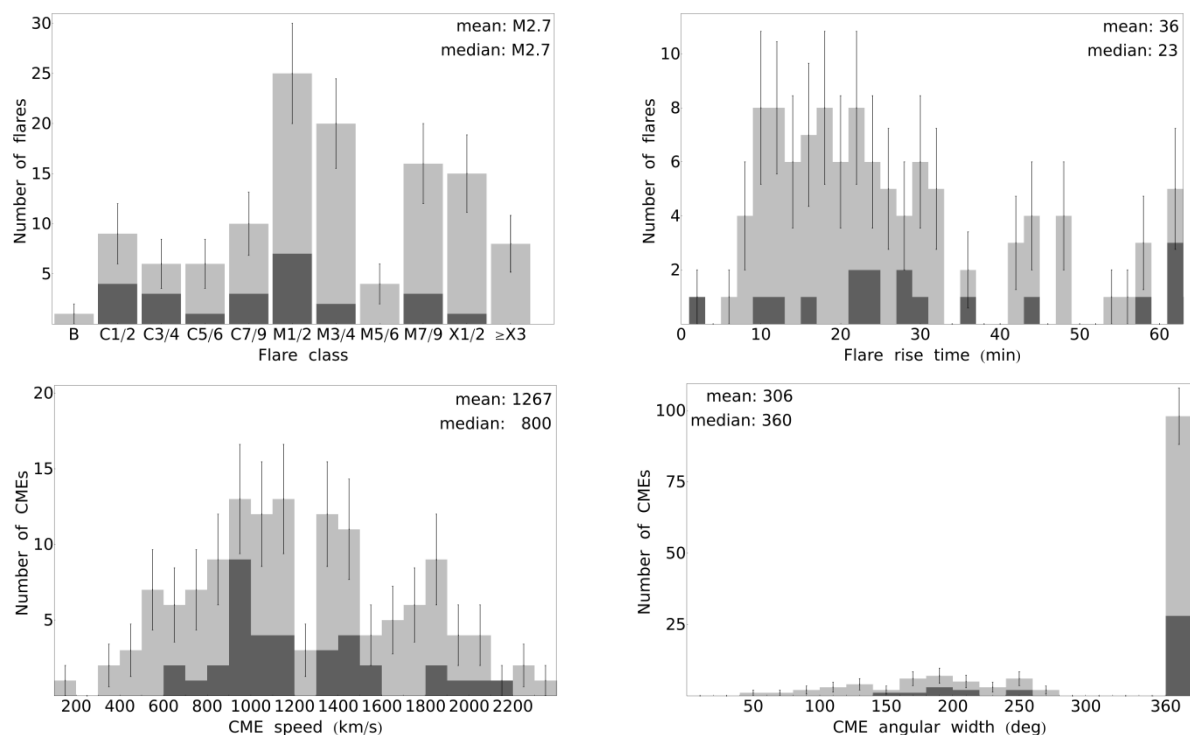 mean: M2.7
median: M2.7
30
25
20
15
10
5
Number of flares
B C1/2 C3/4 C5/6 C7/9 M1/2 M3/4 M5/6 M7/9 X1/2 ≥X3
Flare class
mean: 36
median: 23
10
8
6
4
2
Number of flares
0 10 20 30 40 50 60
Flare rise time (min)
mean: 1267
median: 800
20
15
10
5
Number of CMEs
200 400 600 800 1000 1200 1400 1600 1800 2000 2200
CME speed (km/s)
mean: 306
median: 360
100
75
50
25
Number of CMEs
50 100 150 200 250 300 360
CME angular width (deg)